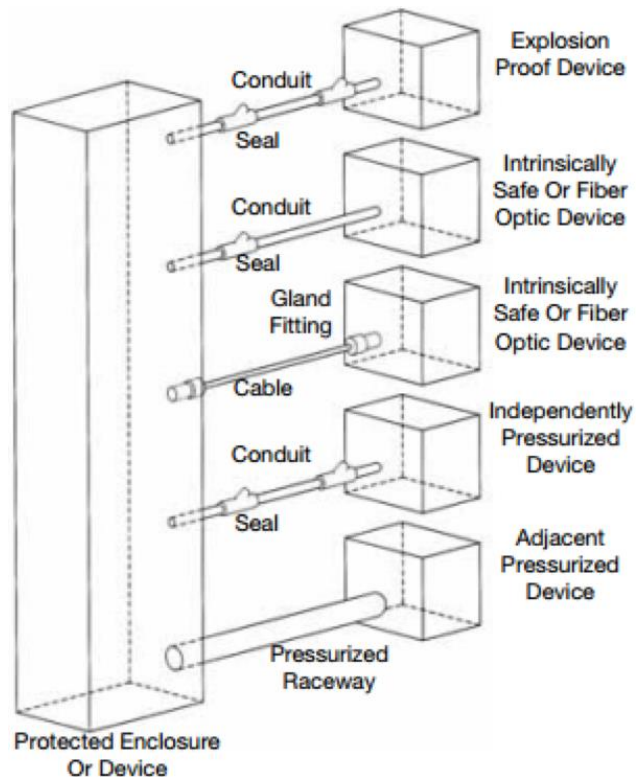 Explosion
Proof Device
Conduit
Seal
Intrinsically
Safe Or Fiber
Optic Device
Conduit
Seal
Intrinsically
Safe Or Fiber
Optic Device
Gland
Fitting
Cable
Independently
Pressurized
Device
Conduit
Seal
Adjacent
Pressurized
Device
Pressurized
Raceway
Protected Enclosure
Or Device